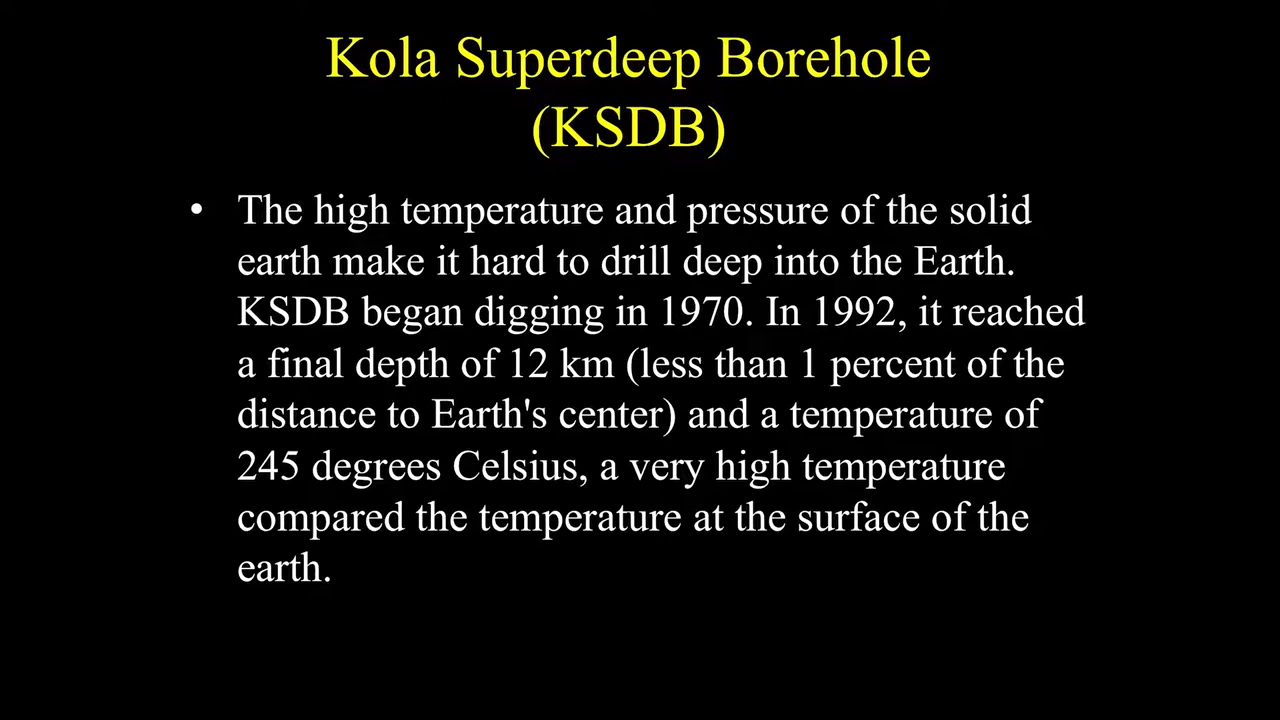 Kola Superdeep Borehole
(KSDB)
• The high temperature and pressure of the solid
earth make it hard to drill deep into the Earth.
KSDB began digging in 1970. In 1992, it reached
a final depth of 12 km (less than 1 percent of the
distance to Earth's center) and a temperature of
245 degrees Celsius, a very high temperature
compared the temperature at the surface of the
earth.